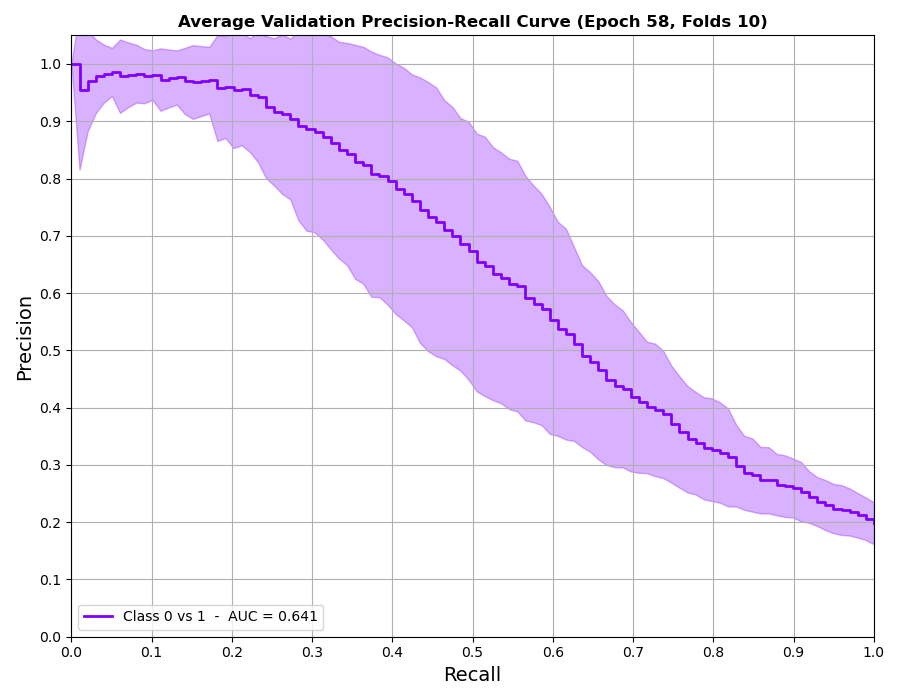 Average Validation Precision-Recall Curve (Epoch 58, Folds 10)
Precision
1.0
0.9
0.8
0.7
0.6
0.5
0.4
0.3
0.2
0.1
0.0
Class 0 vs 1 - AUC = 0.641
0.0 0.1 0.2 0.3 0.4 0.5 0.6 0.7 0.8 0.9 1.0
Recall